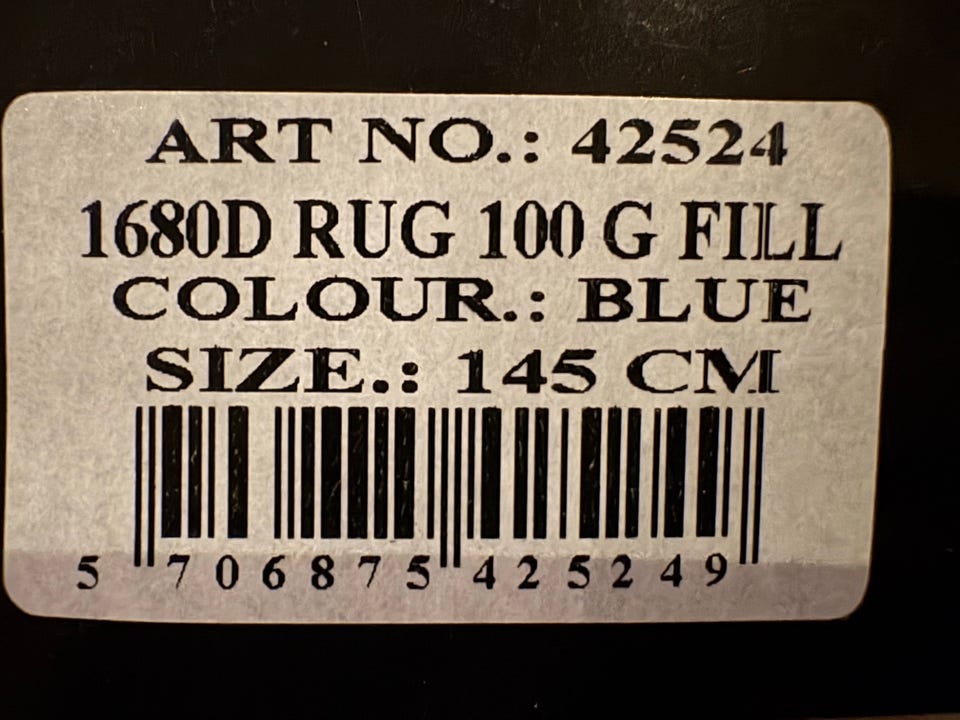 ART NO.: 42524
1680D RUG 100 G FILL
COLOUR.: BLUE
SIZE.: 145 CM
5 706875 425249